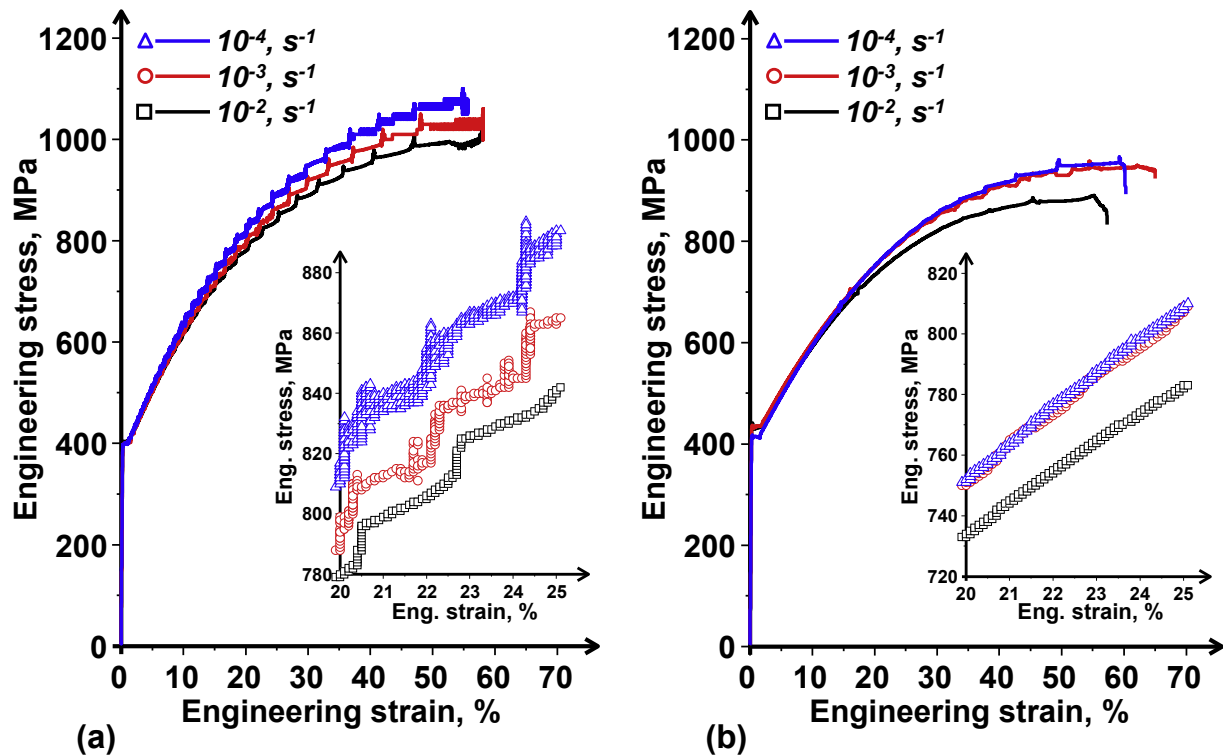 1200
1000
800
600
400
200
0
Engineering stress, MPa
10⁻⁴, s⁻¹
10⁻³, s⁻¹
10⁻², s⁻¹
880
860
840
820
800
780
Eng. stress, MPa
20 21 22 23 24 25
Eng. strain, %
0 10 20 30 40 50 60 70
Engineering strain, %
(a)
1200
1000
800
600
400
200
0
Engineering stress, MPa
10⁻⁴, s⁻¹
10⁻³, s⁻¹
10⁻², s⁻¹
820
800
780
760
740
720
Eng. stress, MPa
20 21 22 23 24 25
Eng. strain, %
0 10 20 30 40 50 60 70
Engineering strain, %
(b)